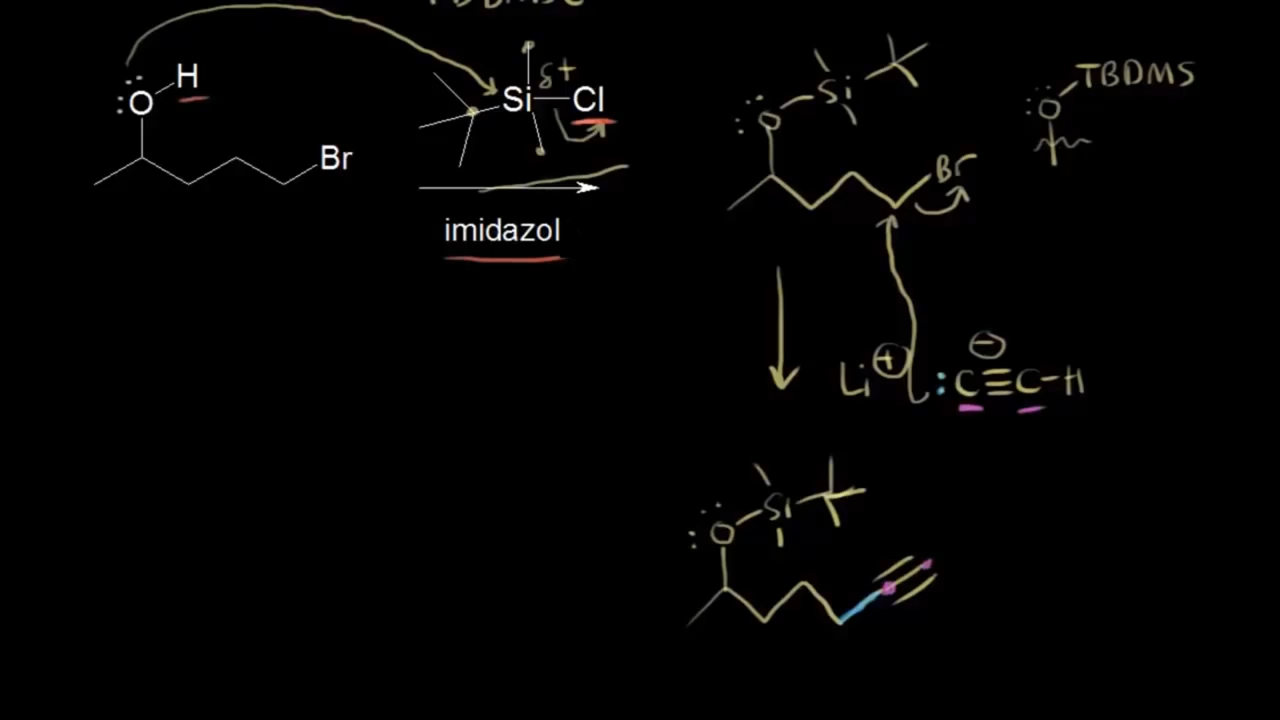 H
:O
Br
Si
δ+
Cl
imidazol
Si
:O
Br
TBDMS
:O
Li
+
−
:C≡C-H
Si
:O